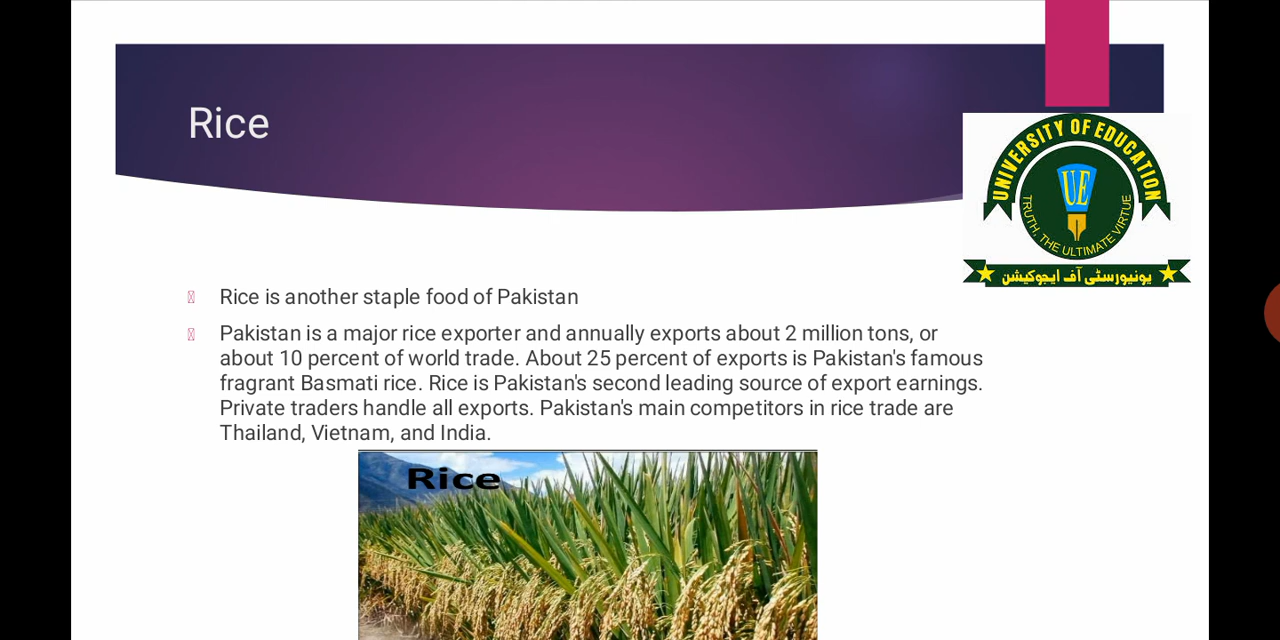 Rice
UNIVERSITY OF EDUCATION
UE
TRUTH, THE ULTIMATE VIRTUE
یونیورسٹی آف ایجوکیشن
Rice is another staple food of Pakistan
Pakistan is a major rice exporter and annually exports about 2 million tons, or
about 10 percent of world trade. About 25 percent of exports is Pakistan's famous
fragrant Basmati rice. Rice is Pakistan's second leading source of export earnings.
Private traders handle all exports. Pakistan's main competitors in rice trade are
Thailand, Vietnam, and India.
Rice